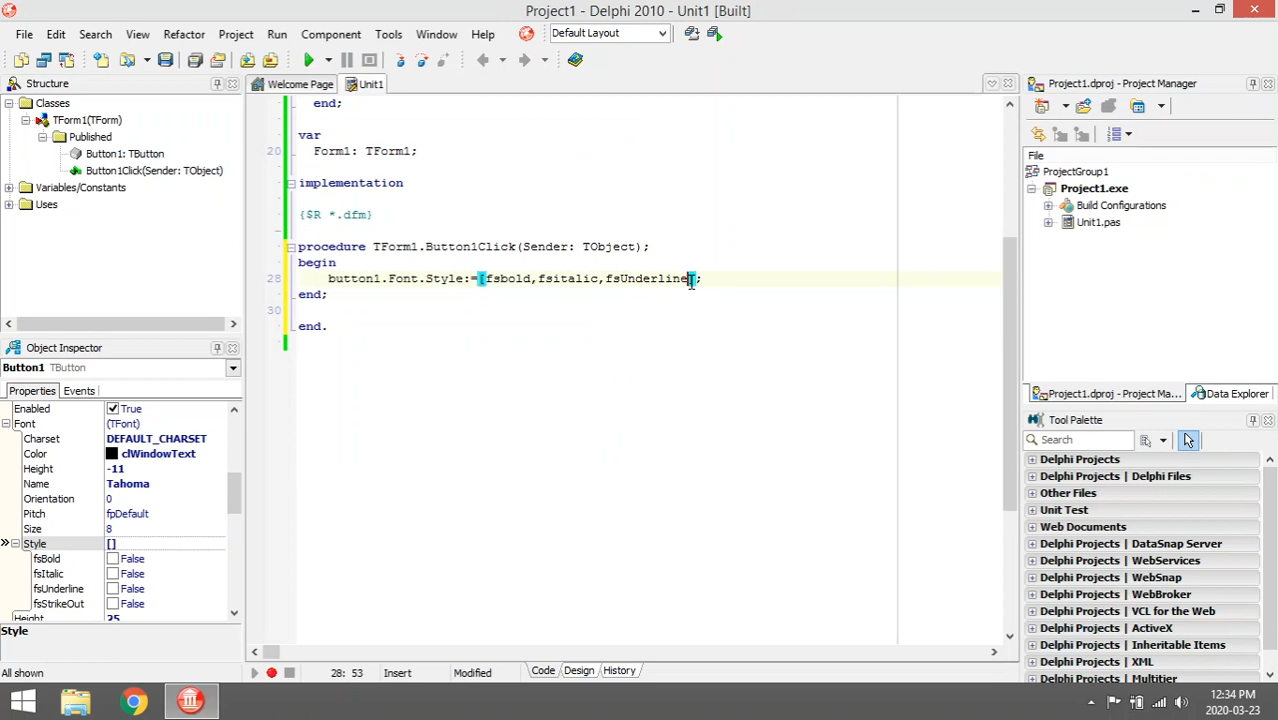 Project1 - Delphi 2010 - Unit1 [Built]
File Edit Search View Refactor Project Run Component Tools Window Help Default Layout
Structure
Classes
TForm1(TForm)
Published
Button1: TButton
Button1Click(Sender: TObject)
Variables/Constants
Uses
Object Inspector
Button1 TButton
Properties Events
Enabled True
Font (TFont)
Charset DEFAULT_CHARSET
Color clWindowText
Height -11
Name Tahoma
Orientation 0
Pitch fpDefault
Size 8
Style []
fsBold False
fsItalic False
fsUnderline False
fsStrikeOut False
Height 25
Style
All shown
Welcome Page Unit1
end;
var
20 Form1: TForm1;
implementation
{$R *.dfm}
procedure TForm1.Button1Click(Sender: TObject);
begin
28 button1.Font.Style:=[fsbold,fsitalic,fsUnderline];
end;
30
end.
28: 53 Insert Modified Code Design History
Project1.dproj - Project Manager
File
ProjectGroup1
Project1.exe
Build Configurations
Unit1.pas
Project1.dproj - Project Ma... Data Explorer
Tool Palette
Search
Delphi Projects
Delphi Projects | Delphi Files
Other Files
Unit Test
Web Documents
Delphi Projects | DataSnap Server
Delphi Projects | WebServices
Delphi Projects | WebSnap
Delphi Projects | WebBroker
Delphi Projects | VCL for the Web
Delphi Projects | ActiveX
Delphi Projects | Inheritable Items
Delphi Projects | XML
Delphi Projects | Multitier
12:34 PM
2020-03-23